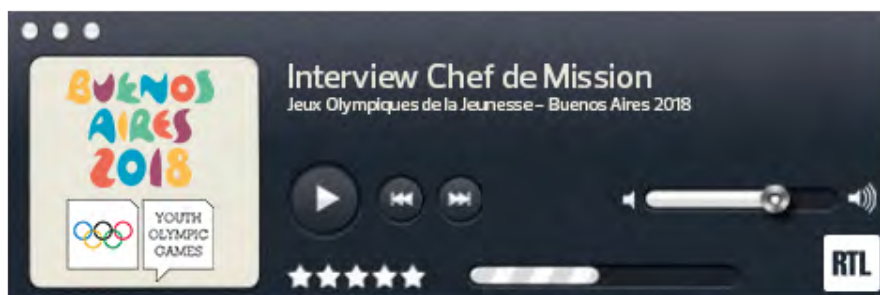 BUENOS
AIRES
2018
YOUTH
OLYMPIC
GAMES
Interview Chef de Mission
Jeux Olympiques de la Jeunesse – Buenos Aires 2018
RTL